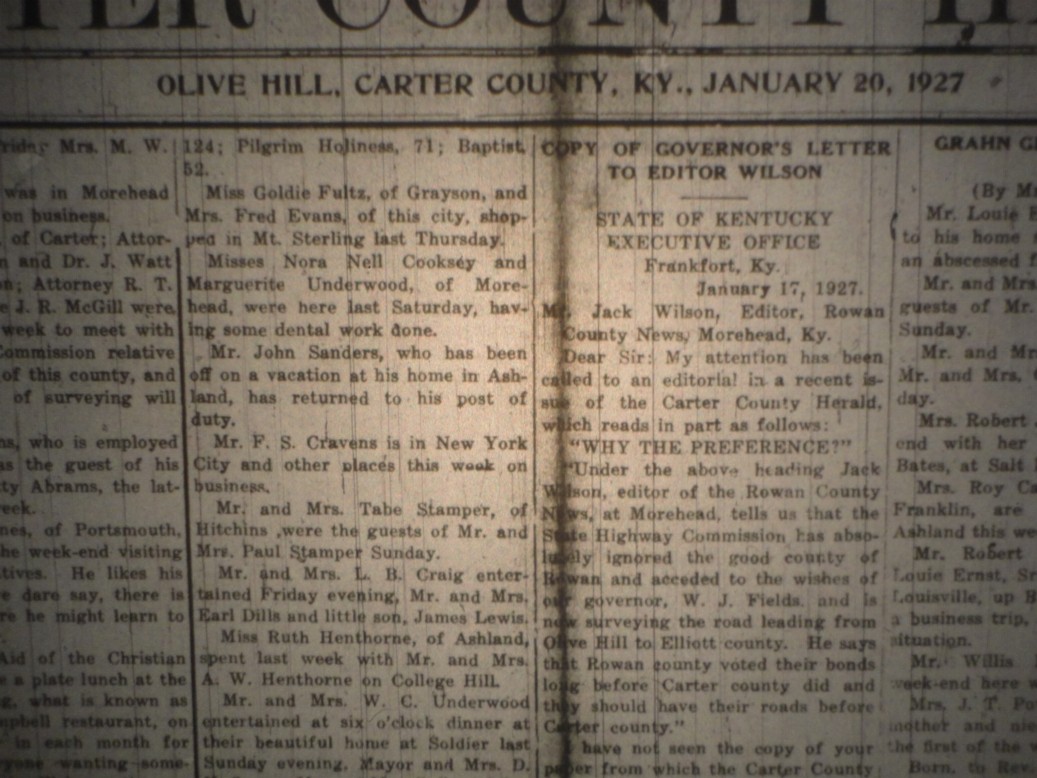 COUNTY
OLIVE HILL, CARTER COUNTY, KY., JANUARY 20, 1927
Mrs. M. W.
was in Morehead
on business.
of Carter; Attor-
and Dr. J. Watt
Attorney R. T.
J. R. McGill were
week to meet with
Commission relative
of this county, and
of surveying will
who is employed
as the guest of his
Abrams, the lat-
of Portsmouth,
the week-end visiting
He likes his
dare say, there is
he might learn to
Aid of the Christian
a plate lunch at the
what is known as
restaurant, on
in each month for
wanting some-
124; Pilgrim Holiness, 71; Baptist,
52.
Miss Goldie Fultz, of Grayson, and
Mrs. Fred Evans, of this city, shop-
ped in Mt. Sterling last Thursday.
Misses Nora Nell Cooksey and
Marguerite Underwood, of More-
head, were here last Saturday, hav-
ing some dental work done.
Mr. John Sanders, who has been
off on a vacation at his home in Ash-
land, has returned to his post of
duty.
Mr. F. S. Cravens is in New York
City and other places this week on
business.
Mr. and Mrs. Tabe Stamper, of
Hitchins ,were the guests of Mr. and
Mrs. Paul Stamper Sunday.
Mr. and Mrs. L. B. Craig enter-
tained Friday evening, Mr. and Mrs.
Earl Dills and little son, James Lewis.
Miss Ruth Henthorne, of Ashland,
spent last week with Mr. and Mrs.
A. W. Henthorne on College Hill.
Mr. and Mrs. W. C. Underwood
entertained at six o'clock dinner at
their beautiful home at Soldier last
Sunday evening, Mayor and Mrs. D.
COPY OF GOVERNOR'S LETTER
TO EDITOR WILSON
STATE OF KENTUCKY
EXECUTIVE OFFICE
Frankfort, Ky.
January 17, 1927.
Mr. Jack Wilson, Editor, Rowan
County News, Morehead, Ky.
Dear Sir: My attention has been
called to an editorial in a recent is-
sue of the Carter County Herald,
which reads in part as follows:
"WHY THE PREFERENCE?"
"Under the above heading Jack
Wilson, editor of the Rowan County
News, at Morehead, tells us that the
State Highway Commission has abso-
lutely ignored the good county of
Rowan and acceded to the wishes of
our governor, W. J. Fields, and is
now surveying the road leading from
Olive Hill to Elliott county. He says
that Rowan county voted their bonds
long before Carter county did and
they should have their roads before
Carter county."
I have not seen the copy of your
paper from which the Carter County
GRAHN
(By
Mr. Louie
to his home
an abscessed
Mr. and Mrs
guests of Mr.
Sunday.
Mr. and
Mr. and Mrs.
day.
Mrs. Robert
end with her
Bates, at Salt
Mrs. Roy
Franklin, are
Ashland this
Mr. Robert
Louie Ernst, Sr
Louisville, up
a business trip,
situation.
Mr. Willis
week-end here
Mrs. J. T.
mother and
the first of the
Born, to Rev.